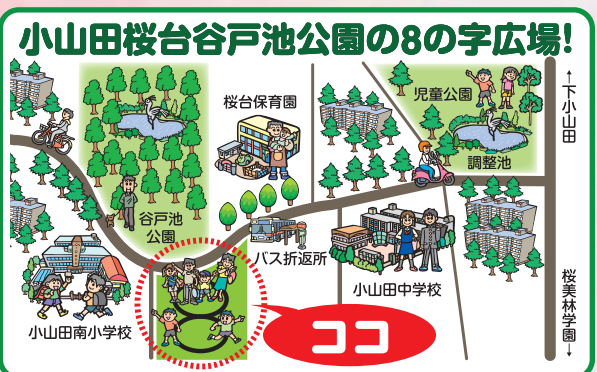 小山田桜台谷戸池公園の8の字広場!
桜台保育園
児童公園
調整池
←下小山田
谷戸池
公園
バス折返所
小山田中学校
小山田南小学校
ココ
桜美林学園→